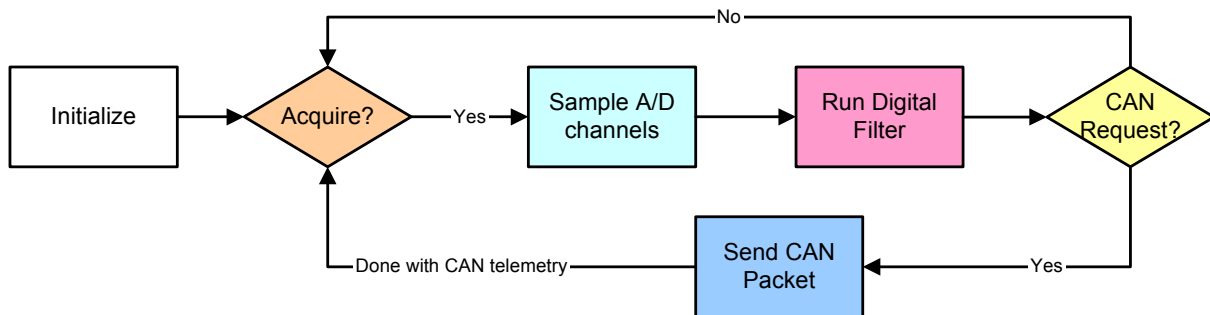 No
Initialize
Acquire?
Yes
Sample A/D
channels
Run Digital
Filter
CAN
Request?
Done with CAN telemetry
Send CAN
Packet
Yes